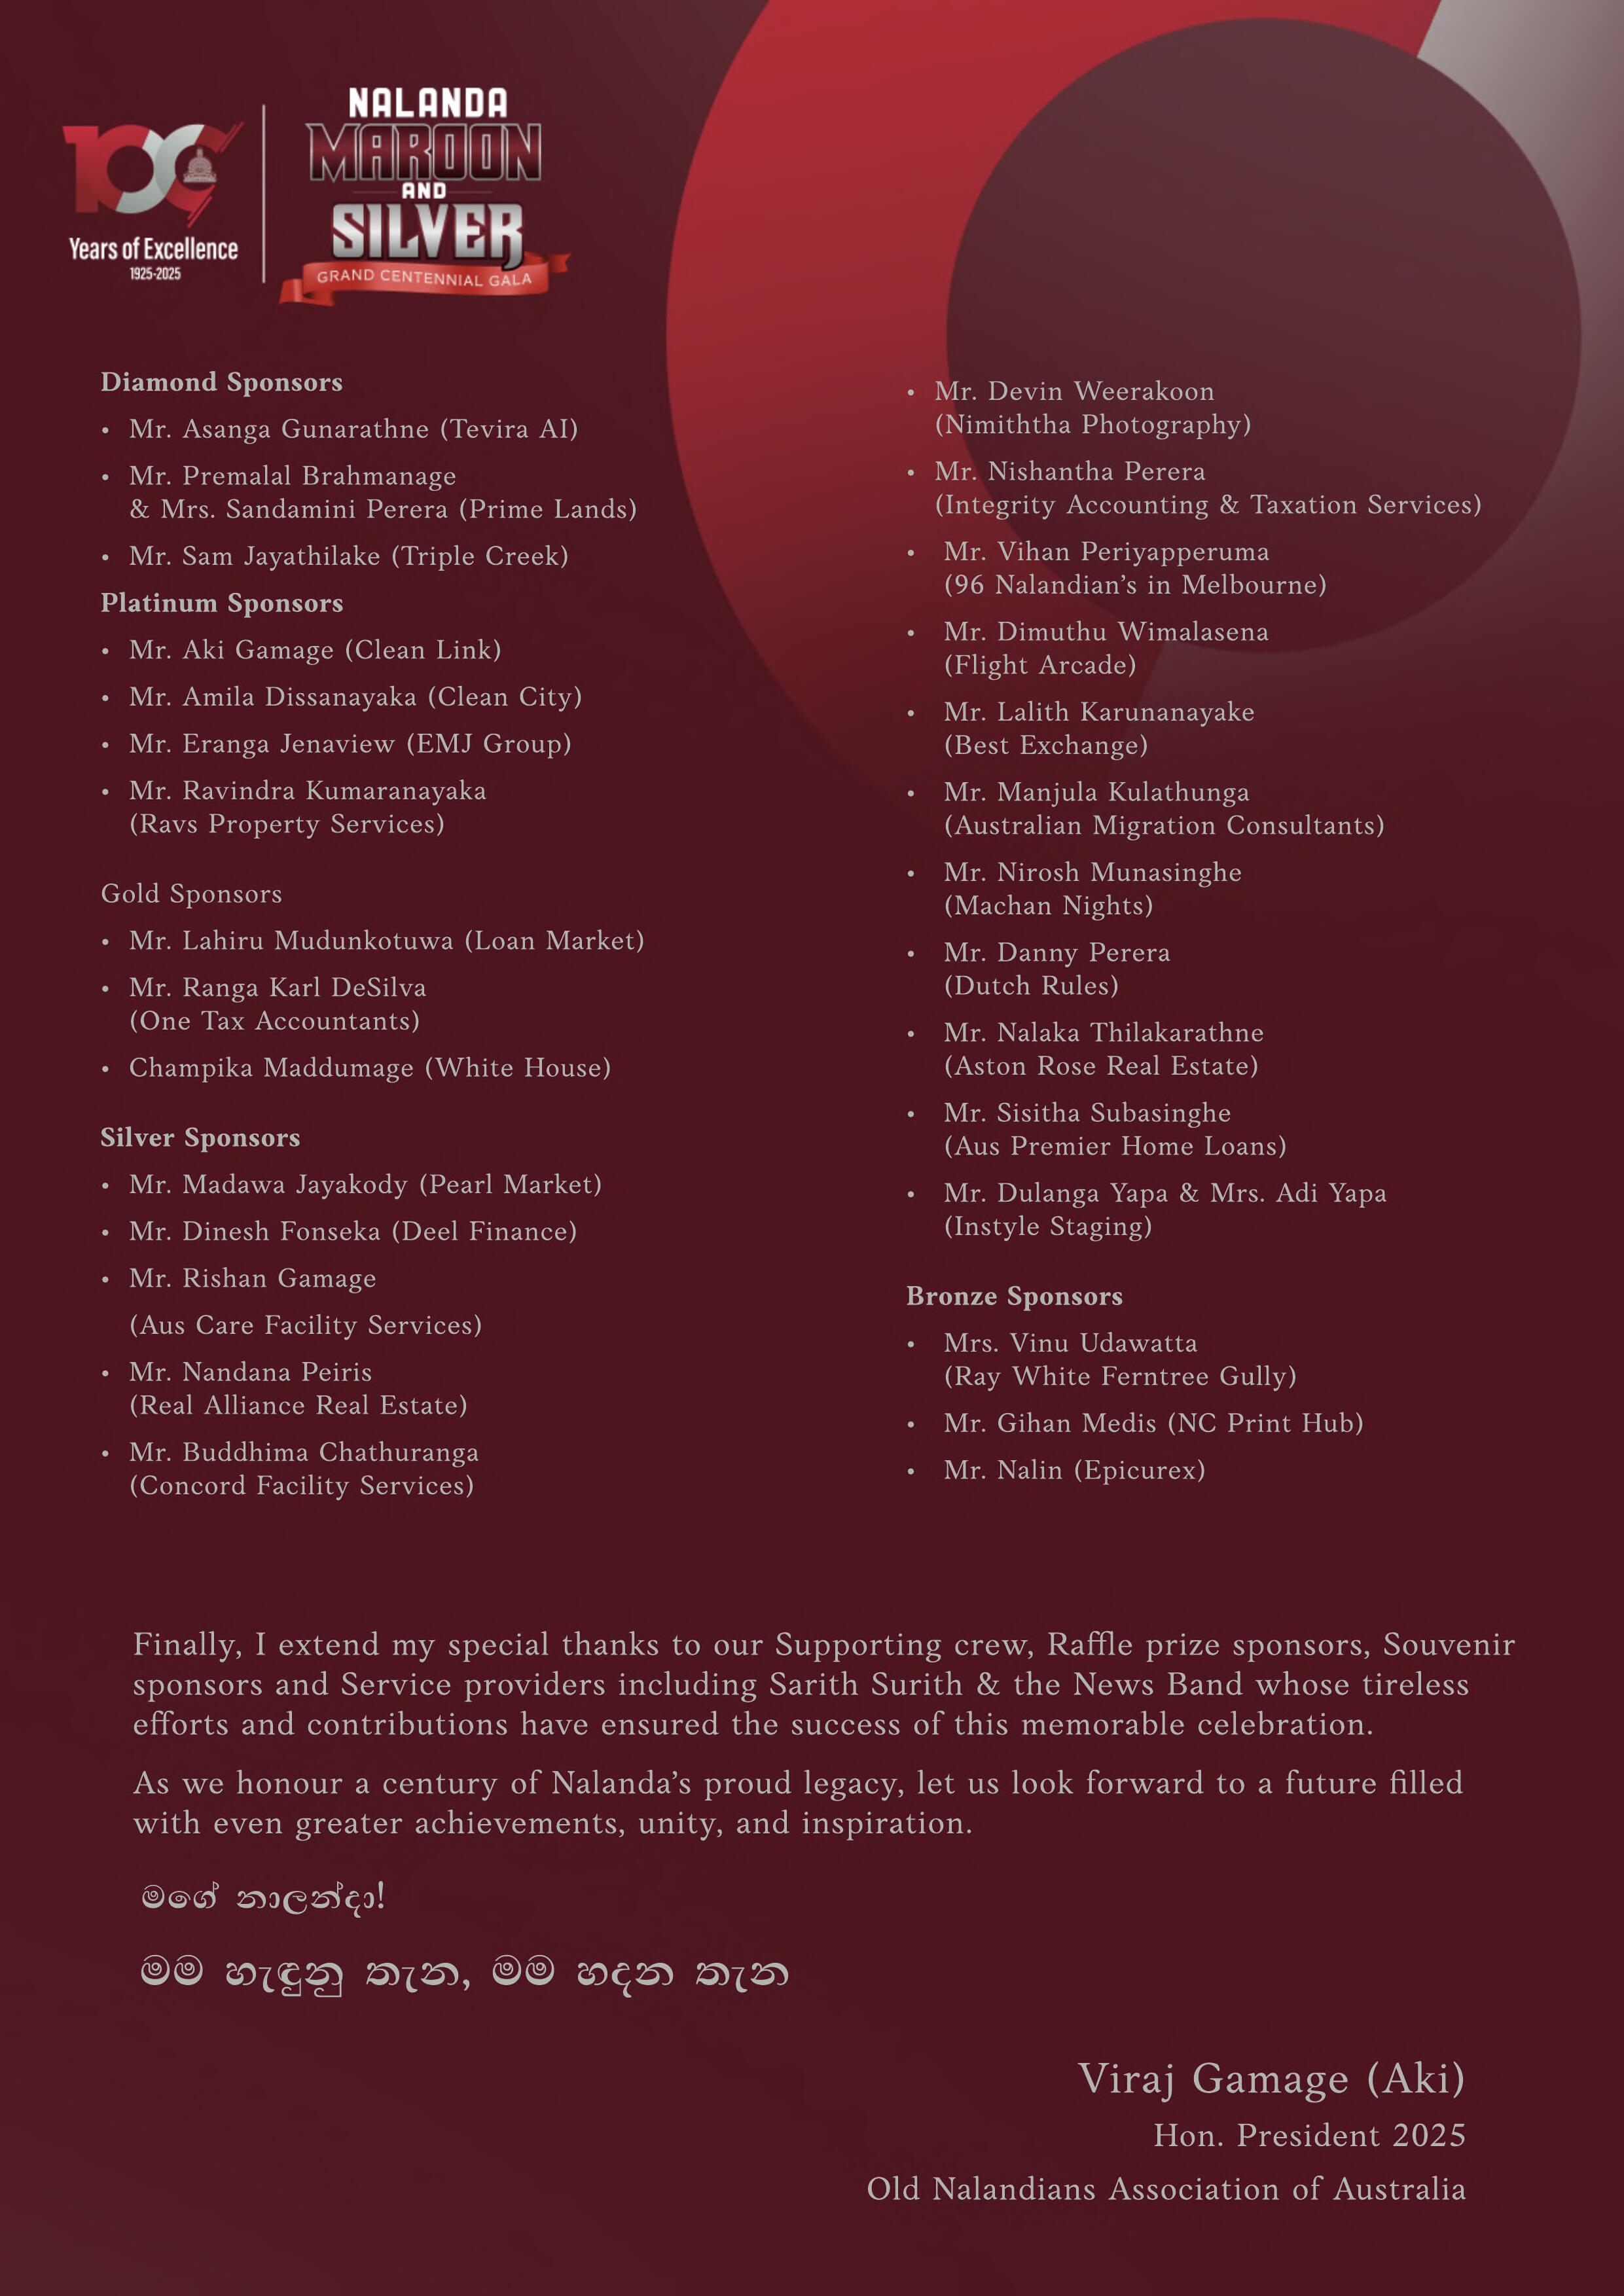 100
Years of Excellence
1925-2025
NALANDA
MAROON
AND
SILVER
GRAND CENTENNIAL GALA
Diamond Sponsors
• Mr. Asanga Gunarathne (Tevira AI)
• Mr. Premalal Brahmanage
& Mrs. Sandamini Perera (Prime Lands)
• Mr. Sam Jayathilake (Triple Creek)
Platinum Sponsors
• Mr. Aki Gamage (Clean Link)
• Mr. Amila Dissanayaka (Clean City)
• Mr. Eranga Jenaview (EMJ Group)
• Mr. Ravindra Kumaranayaka
(Ravs Property Services)
Gold Sponsors
• Mr. Lahiru Mudunkotuwa (Loan Market)
• Mr. Ranga Karl DeSilva
(One Tax Accountants)
• Champika Maddumage (White House)
Silver Sponsors
• Mr. Madawa Jayakody (Pearl Market)
• Mr. Dinesh Fonseka (Deel Finance)
• Mr. Rishan Gamage
(Aus Care Facility Services)
• Mr. Nandana Peiris
(Real Alliance Real Estate)
• Mr. Buddhima Chathuranga
(Concord Facility Services)
• Mr. Devin Weerakoon
(Nimiththa Photography)
• Mr. Nishantha Perera
(Integrity Accounting & Taxation Services)
• Mr. Vihan Periyapperuma
(96 Nalandian’s in Melbourne)
• Mr. Dimuthu Wimalasena
(Flight Arcade)
• Mr. Lalith Karunanayake
(Best Exchange)
• Mr. Manjula Kulathunga
(Australian Migration Consultants)
• Mr. Nirosh Munasinghe
(Machan Nights)
• Mr. Danny Perera
(Dutch Rules)
• Mr. Nalaka Thilakarathne
(Aston Rose Real Estate)
• Mr. Sisitha Subasinghe
(Aus Premier Home Loans)
• Mr. Dulanga Yapa & Mrs. Adi Yapa
(Instyle Staging)
Bronze Sponsors
• Mrs. Vinu Udawatta
(Ray White Ferntree Gully)
• Mr. Gihan Medis (NC Print Hub)
• Mr. Nalin (Epicurex)
Finally, I extend my special thanks to our Supporting crew, Raffle prize sponsors, Souvenir
sponsors and Service providers including Sarith Surith & the News Band whose tireless
efforts and contributions have ensured the success of this memorable celebration.
As we honour a century of Nalanda’s proud legacy, let us look forward to a future filled
with even greater achievements, unity, and inspiration.
මගේ නාලන්දා!
මම හැඳුනු තැන, මම හදන තැන
Viraj Gamage (Aki)
Hon. President 2025
Old Nalandians Association of Australia